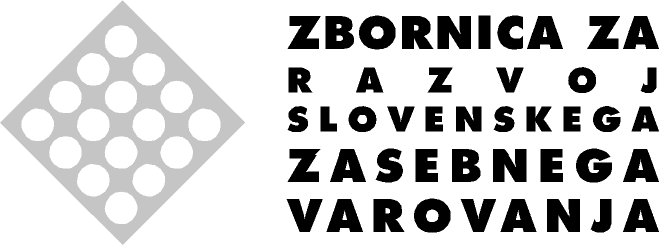 ZBORNICA ZA
RAZVOJ
SLOVENSKEGA
ZASEBNEGA
VAROVANJA